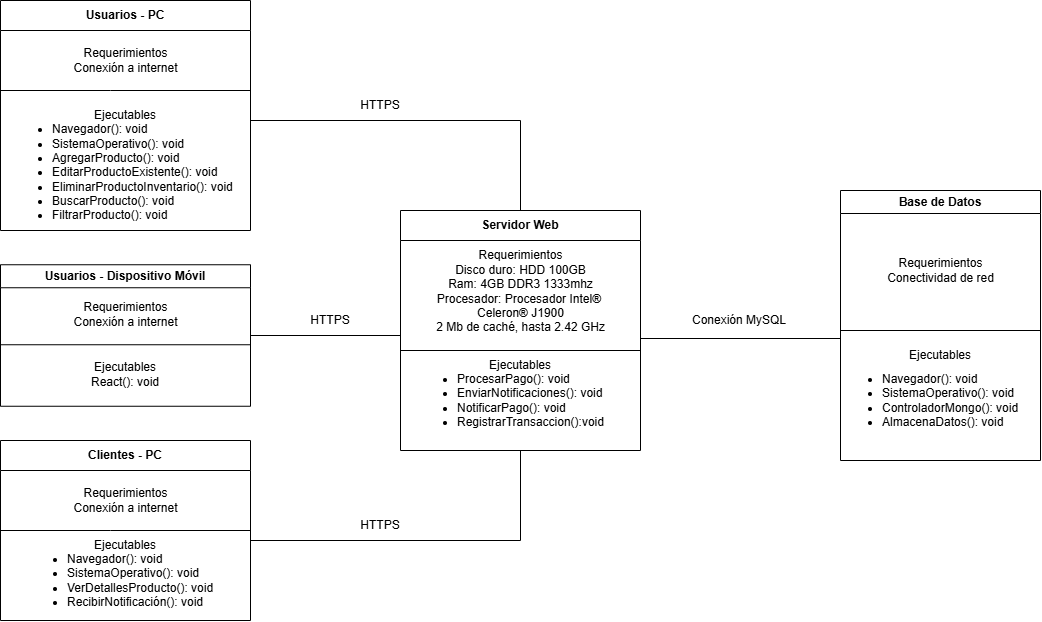 Usuarios - PC
Requerimientos
Conexión a internet
Ejecutables
Navegador(): void
SistemaOperativo(): void
AgregarProducto(): void
EditarProductoExistente(): void
EliminarProductoInventario(): void
BuscarProducto(): void
FiltrarProducto(): void
HTTPS
Usuarios - Dispositivo Móvil
Requerimientos
Conexión a internet
Ejecutables
React(): void
HTTPS
Clientes - PC
Requerimientos
Conexión a internet
Ejecutables
Navegador(): void
SistemaOperativo(): void
VerDetallesProducto(): void
RecibirNotificación(): void
HTTPS
Servidor Web
Requerimientos
Disco duro: HDD 100GB
Ram: 4GB DDR3 1333mhz
Procesador: Procesador Intel®
Celeron® J1900
2 Mb de caché, hasta 2.42 GHz
Ejecutables
ProcesarPago(): void
EnviarNotificaciones(): void
NotificarPago(): void
RegistrarTransaccion():void
Conexión MySQL
Base de Datos
Requerimientos
Conectividad de red
Ejecutables
Navegador(): void
SistemaOperativo(): void
ControladorMongo(): void
AlmacenaDatos(): void